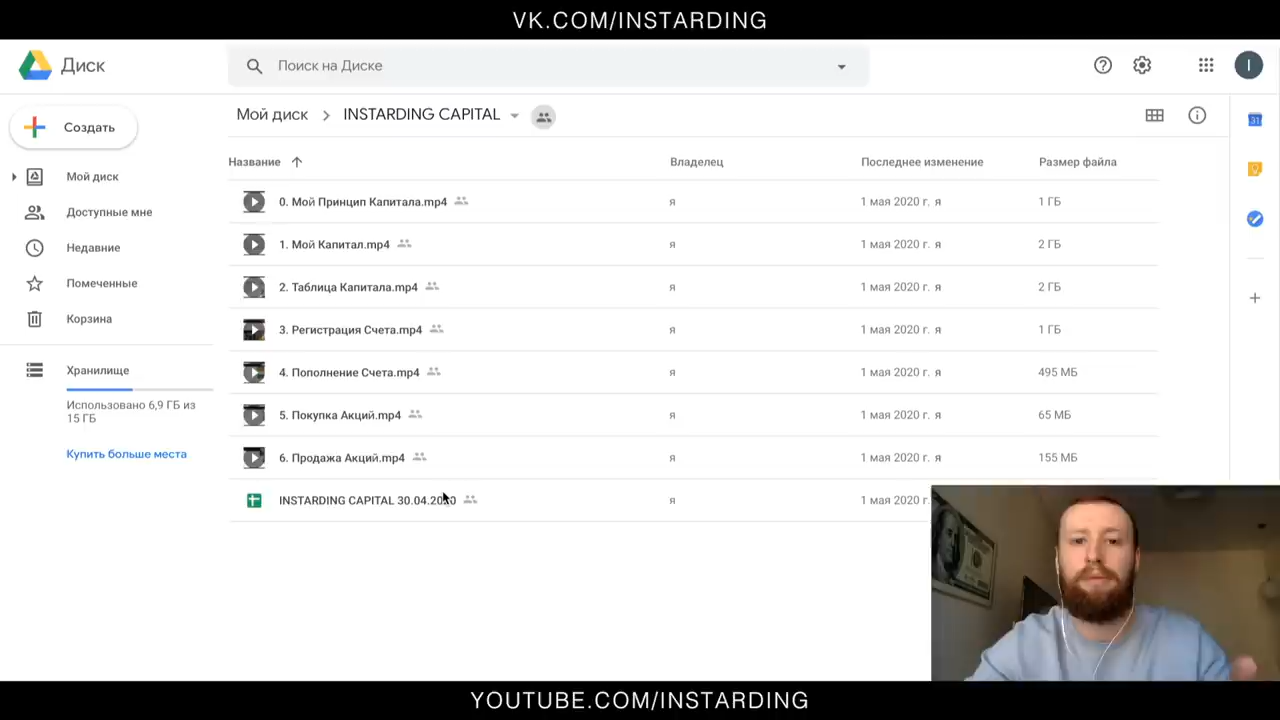 VK.COM/INSTARDING
Диск
Поиск на Диске
I
Создать
Мой диск
INSTARDING CAPITAL
31
Название
Владелец
Последнее изменение
Размер файла
Мой диск
0. Мой Принцип Капитала.mp4
я
1 мая 2020 г. я
1 ГБ
Доступные мне
1. Мой Капитал.mp4
я
1 мая 2020 г. я
2 ГБ
Недавние
2. Таблица Капитала.mp4
я
1 мая 2020 г. я
2 ГБ
Помеченные
3. Регистрация Счета.mp4
я
1 мая 2020 г. я
1 ГБ
Корзина
4. Пополнение Счета.mp4
я
1 мая 2020 г. я
495 МБ
Хранилище
Использовано 6,9 ГБ из
15 ГБ
5. Покупка Акций.mp4
я
1 мая 2020 г. я
65 МБ
Купить больше места
6. Продажа Акций.mp4
я
1 мая 2020 г. я
155 МБ
INSTARDING CAPITAL 30.04.2020
я
1 мая 2020 г.
YOUTUBE.COM/INSTARDING